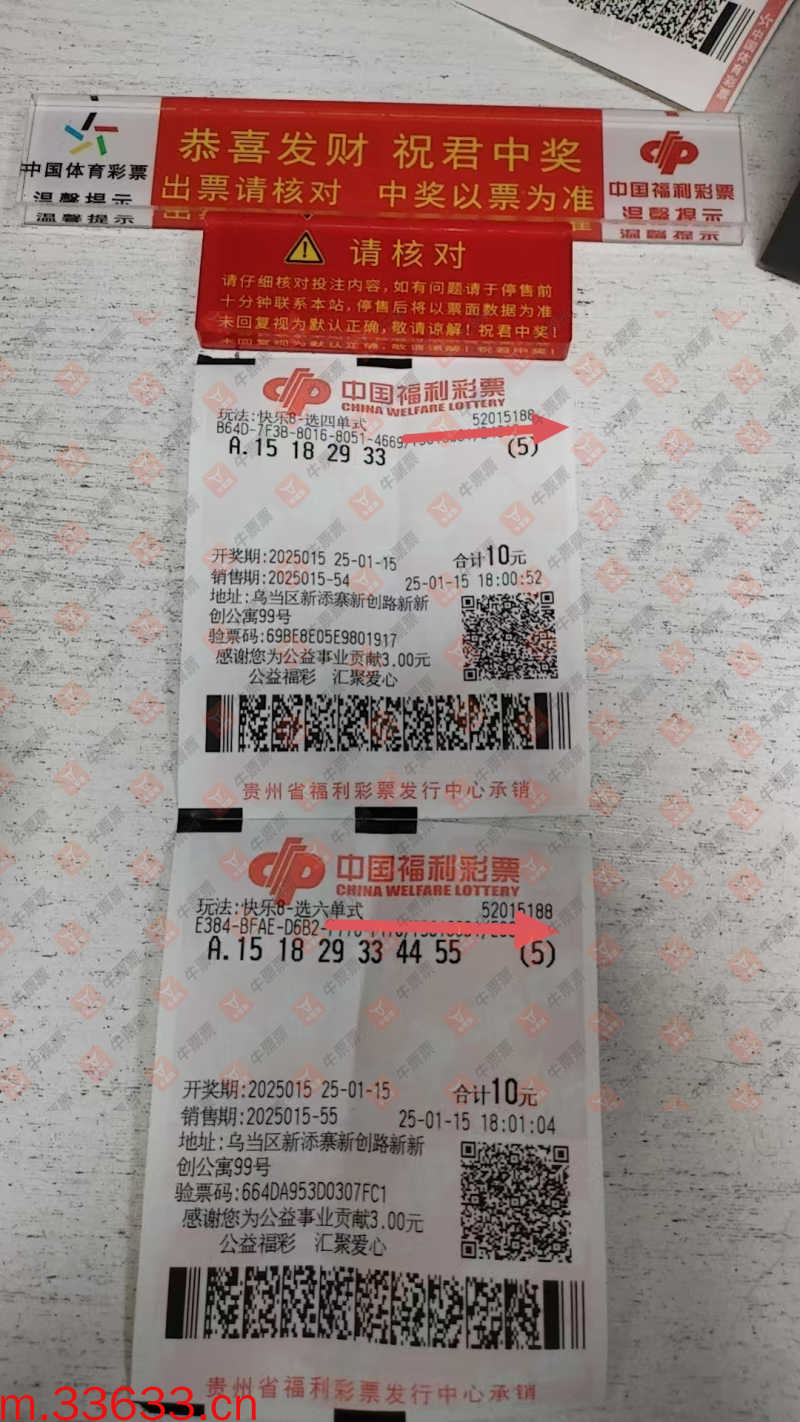 中国体育彩票
温馨提示
恭喜发财 祝君中奖
出票请核对 中奖以票为准
中国福利彩票
温馨提示
请核对
请仔细核对投注内容,如有问题请于停售前
十分钟联系本站,停售后将以票面数据为准
未回复视为默认正确,敬请谅解!祝君中奖!
中国福利彩票
CHINA WELFARE LOTTERY
玩法:快乐8-选四单式 52015188
B64D-7F3B-8016-8051-4669/
A.15 18 29 33 (5)
开奖期:2025015 25-01-15 合计10元
销售期:2025015-54 25-01-15 18:00:52
地址:乌当区新添寨新创路新新
创公寓99号
验票码:69BE8E05E9801917
感谢您为公益事业贡献3.00元
公益福彩 汇聚爱心
贵州省福利彩票发行中心承销
中国福利彩票
CHINA WELFARE LOTTERY
玩法:快乐8-选六单式 52015188
E384-BFAE-D6B2-
A.15 18 29 33 44 55 (5)
开奖期:2025015 25-01-15 合计10元
销售期:2025015-55 25-01-15 18:01:04
地址:乌当区新添寨新创路新新
创公寓99号
验票码:664DA953D0307FC1
感谢您为公益事业贡献3.00元
公益福彩 汇聚爱心
贵州省福利彩票发行中心承销
m.33633.cn
牛票票